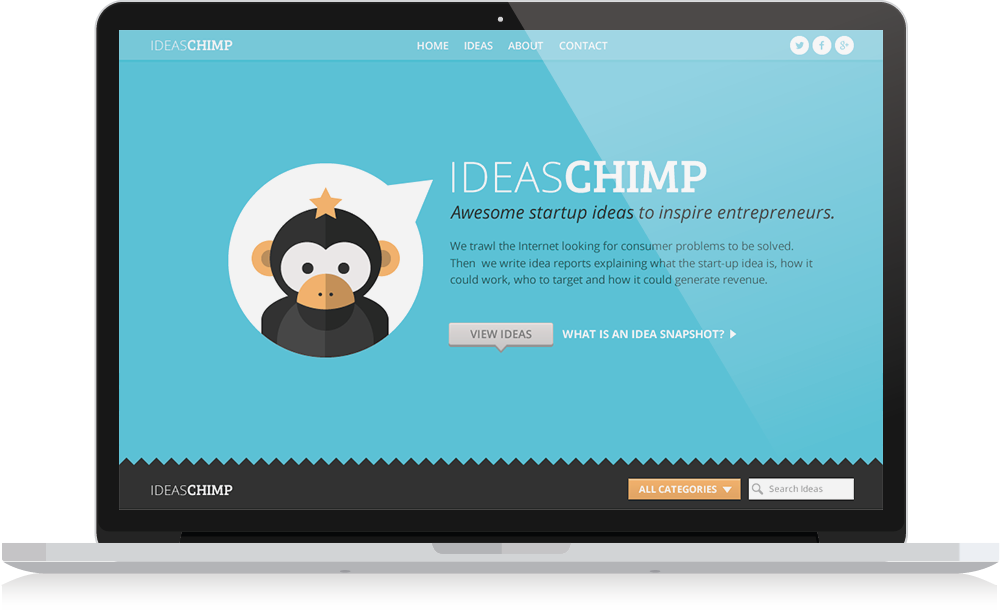 IDEASCHIMP
HOME IDEAS ABOUT CONTACT
IDEASCHIMP
Awesome startup ideas to inspire entrepreneurs.
We trawl the Internet looking for consumer problems to be solved.
Then we write idea reports explaining what the start-up idea is, how it
could work, who to target and how it could generate revenue.
VIEW IDEAS WHAT IS AN IDEA SNAPSHOT?
IDEASCHIMP
ALL CATEGORIES Search Ideas